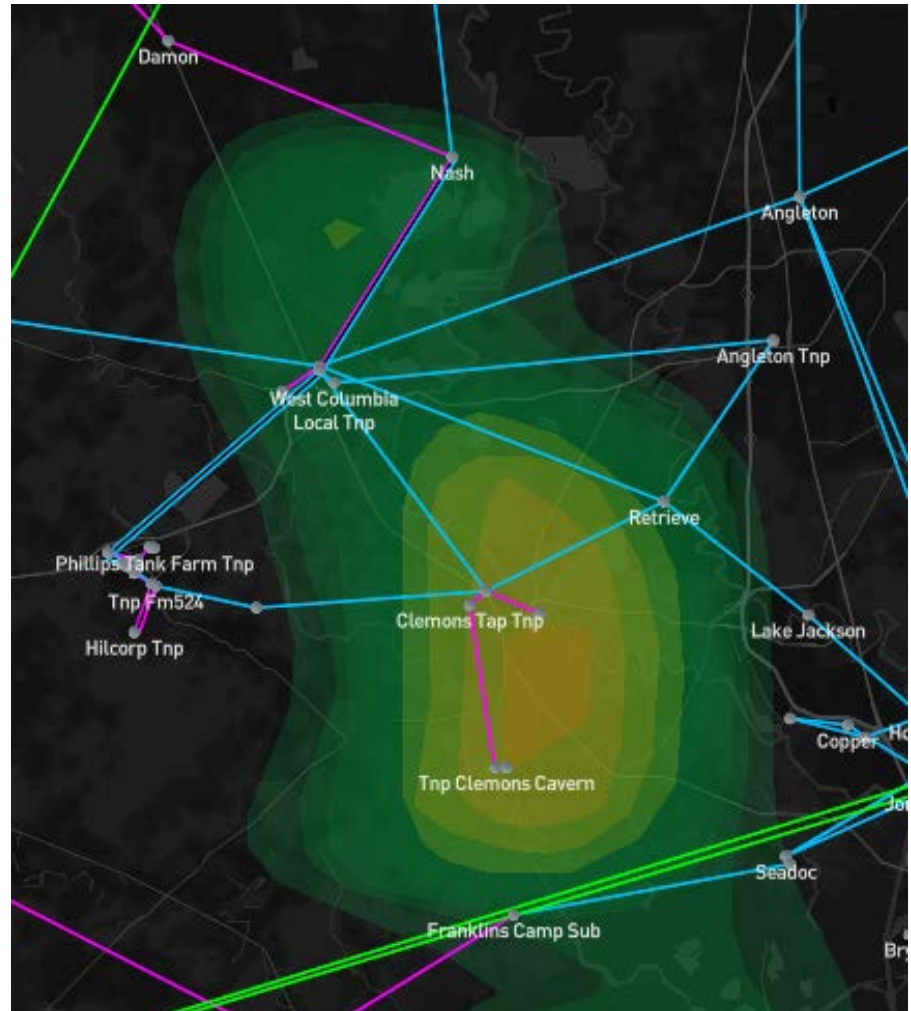 Damon
Nash
Angleton
Angleton Tnp
West Columbia
Local Tnp
Retrieve
Phillips Tank Farm Tnp
Tnp Fm524
Clemons Tap Tnp
Lake Jackson
Hilcorp Tnp
Copper
Tnp Clemons Cavern
Seadoc
Franklins Camp Sub